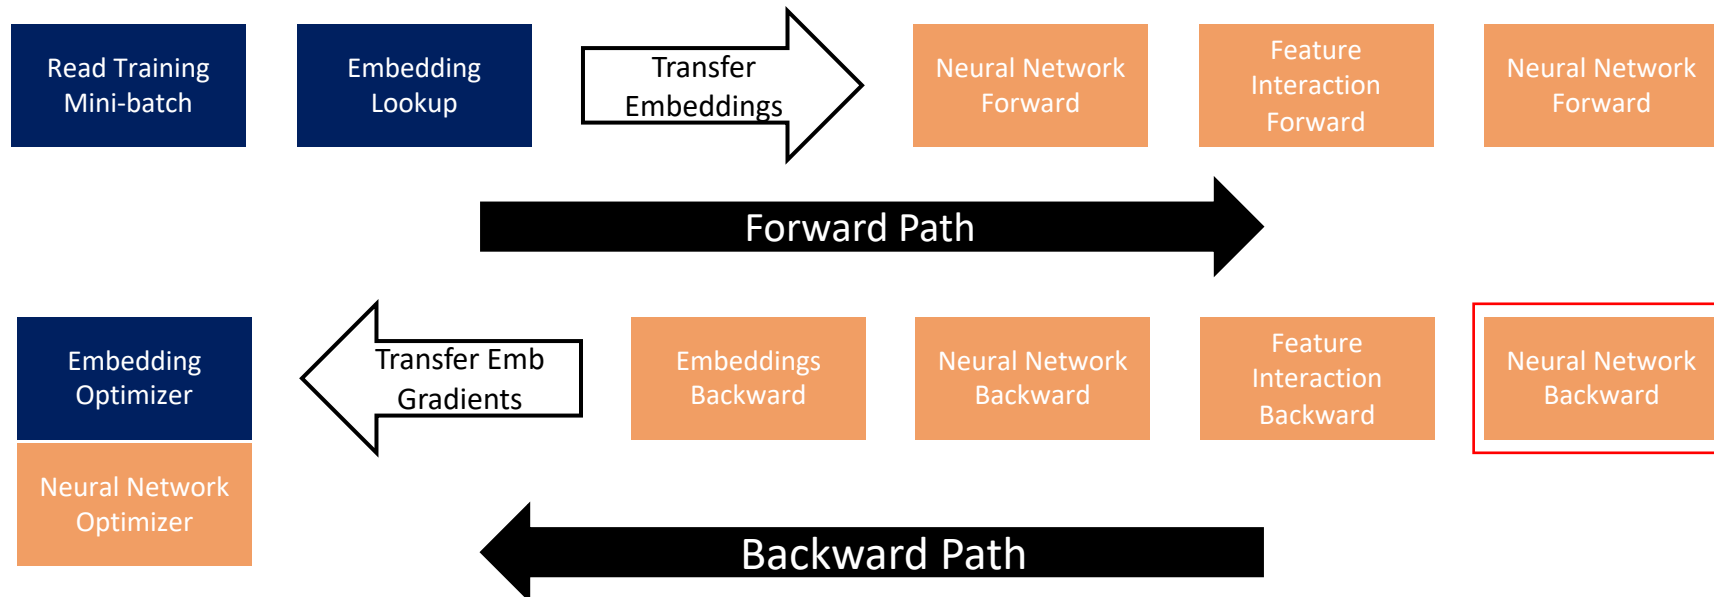 Read Training
Mini-batch
Embedding
Lookup
Transfer
Embeddings
Neural Network
Forward
Feature
Interaction
Forward
Neural Network
Forward
Forward Path
Embedding
Optimizer
Neural Network
Optimizer
Transfer Emb
Gradients
Embeddings
Backward
Neural Network
Backward
Feature
Interaction
Backward
Neural Network
Backward
Backward Path